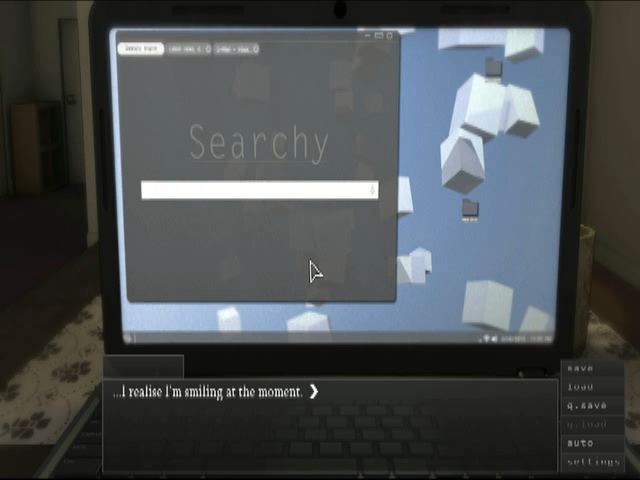 Searchy
...I realise I'm smiling at the moment. ❯
save
load
q.save
q.load
auto
settings